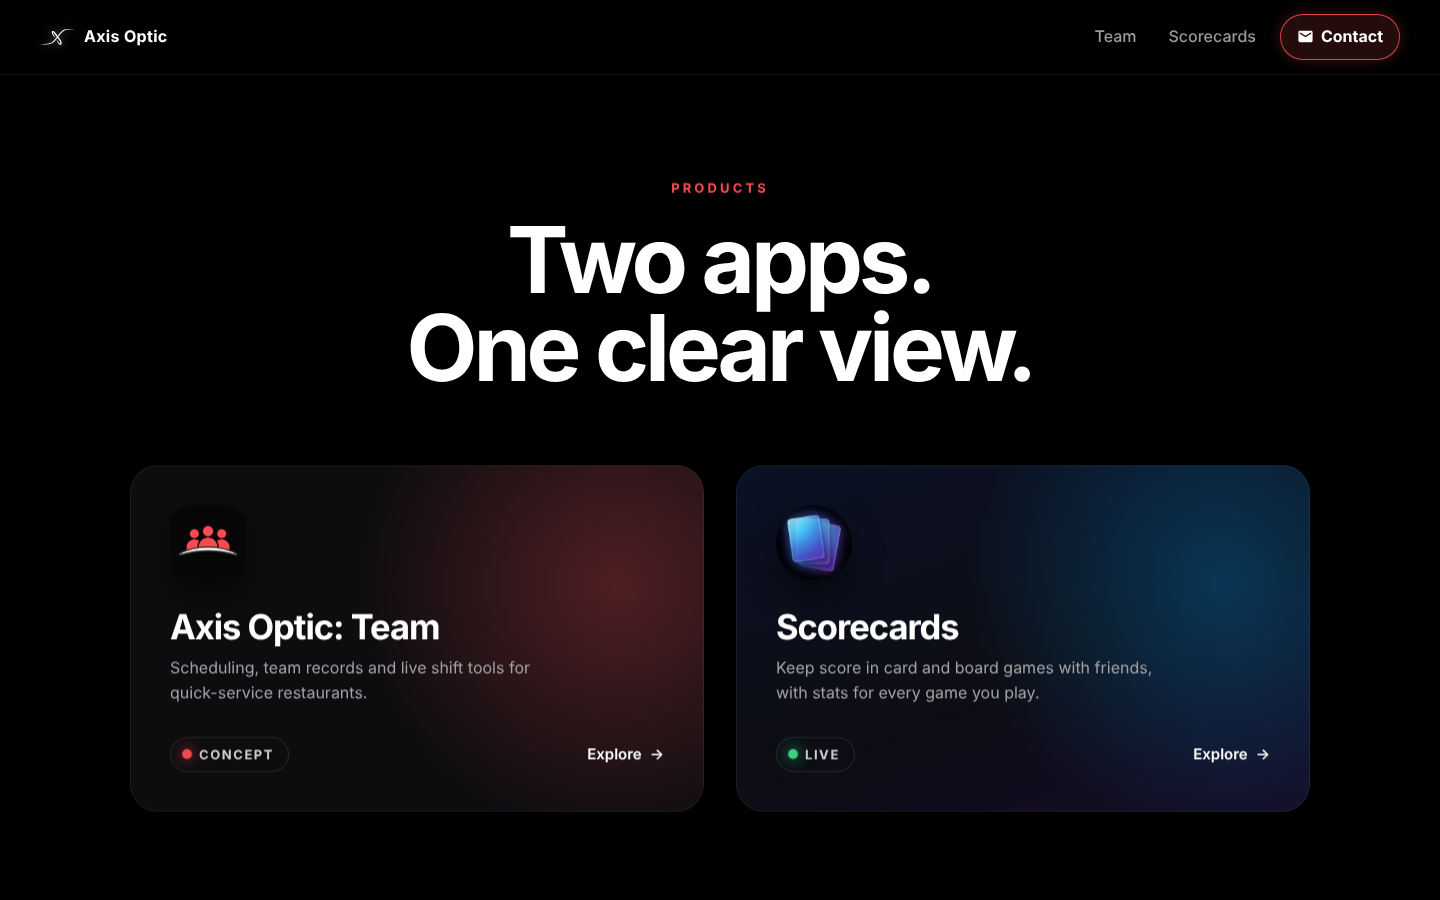 Axis Optic
Team
Scorecards
Contact
PRODUCTS
Two apps.
One clear view.
Axis Optic: Team
Scheduling, team records and live shift tools for
quick-service restaurants.
CONCEPT
Explore →
Scorecards
Keep score in card and board games with friends,
with stats for every game you play.
LIVE
Explore →